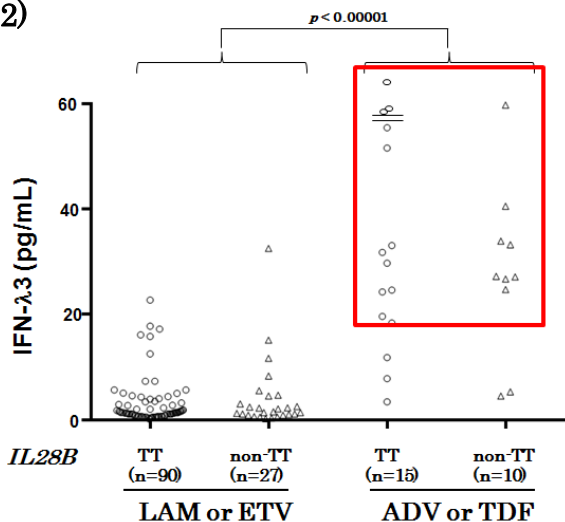 2)
p < 0.00001
60
40
20
0
IFN-λ3 (pg/mL)
IL28B TT non-TT TT non-TT
(n=90) (n=27) (n=15) (n=10)
LAM or ETV ADV or TDF